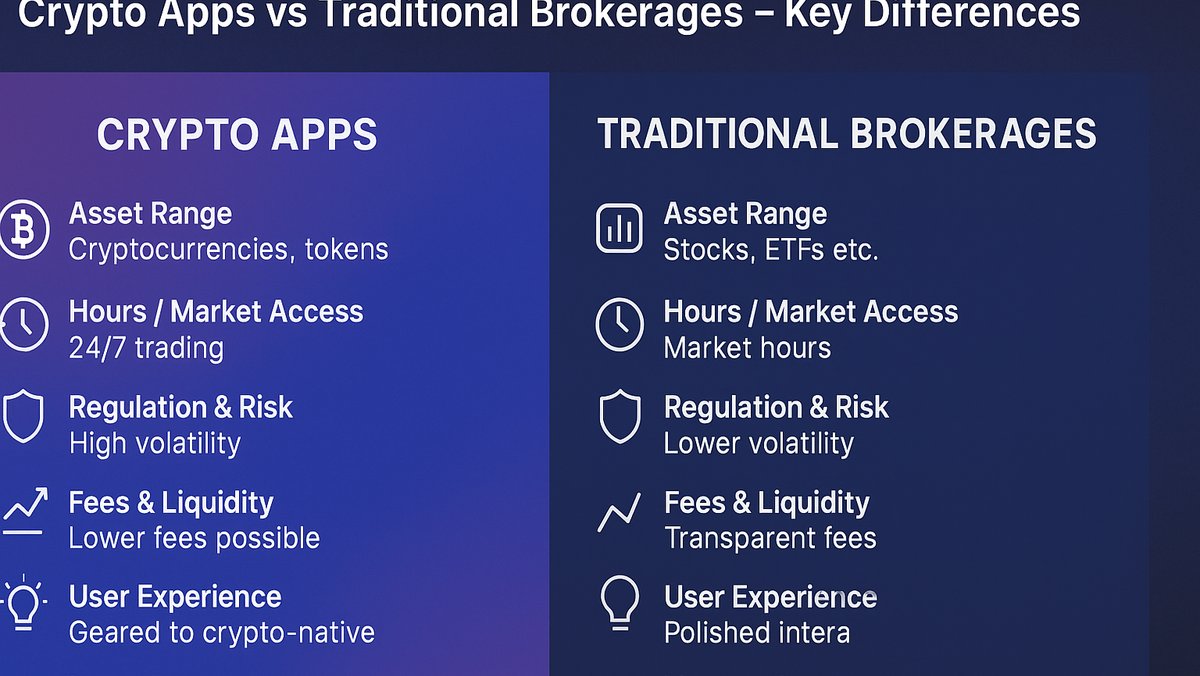 Crypto Apps vs Traditional Brokerages – Key Differences
CRYPTO APPS
Asset Range
Cryptocurrencies, tokens
Hours / Market Access
24/7 trading
Regulation & Risk
High volatility
Fees & Liquidity
Lower fees possible
User Experience
Geared to crypto-native
TRADITIONAL BROKERAGES
Asset Range
Stocks, ETFs etc.
Hours / Market Access
Market hours
Regulation & Risk
Lower volatility
Fees & Liquidity
Transparent fees
User Experience
Polished intera